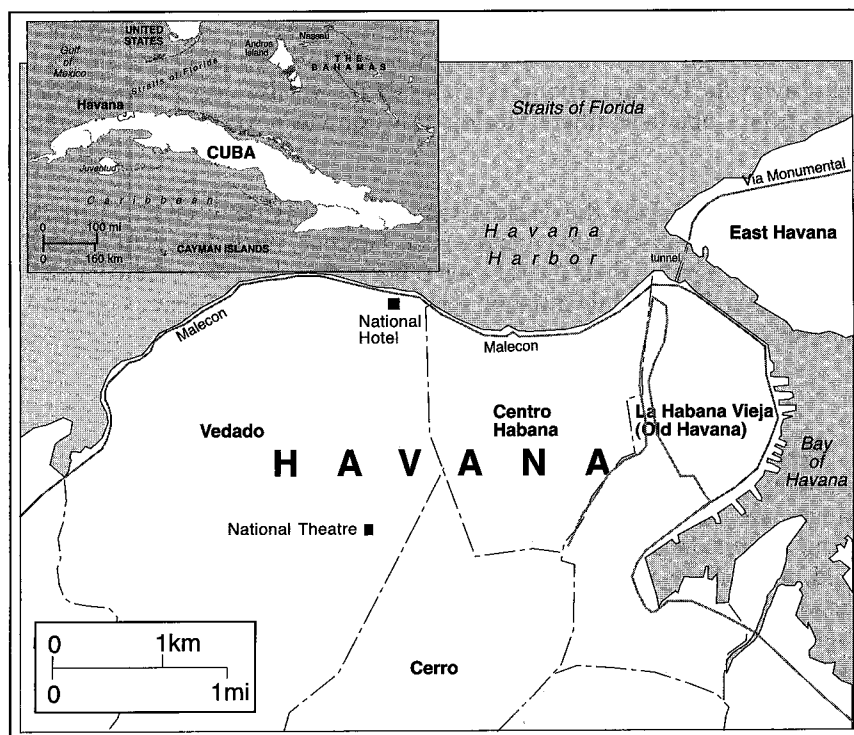 UNITED
STATES
Gulf
of
Mexico
Straits of Florida
Andros
Island
Nassau
THE
BAHAMAS
Havana
CUBA
Juventud
Caribbean
0 100 mi
0 160 km
CAYMAN ISLANDS
Straits of Florida
Via Monumental
East Havana
Havana
Harbor
tunnel
Malecon
National
Hotel
Malecon
Vedado
Centro
Habana
La Habana Vieja
(Old Havana)
HAVANA
Bay
of
Havana
National Theatre
Cerro
0 1km
0 1mi